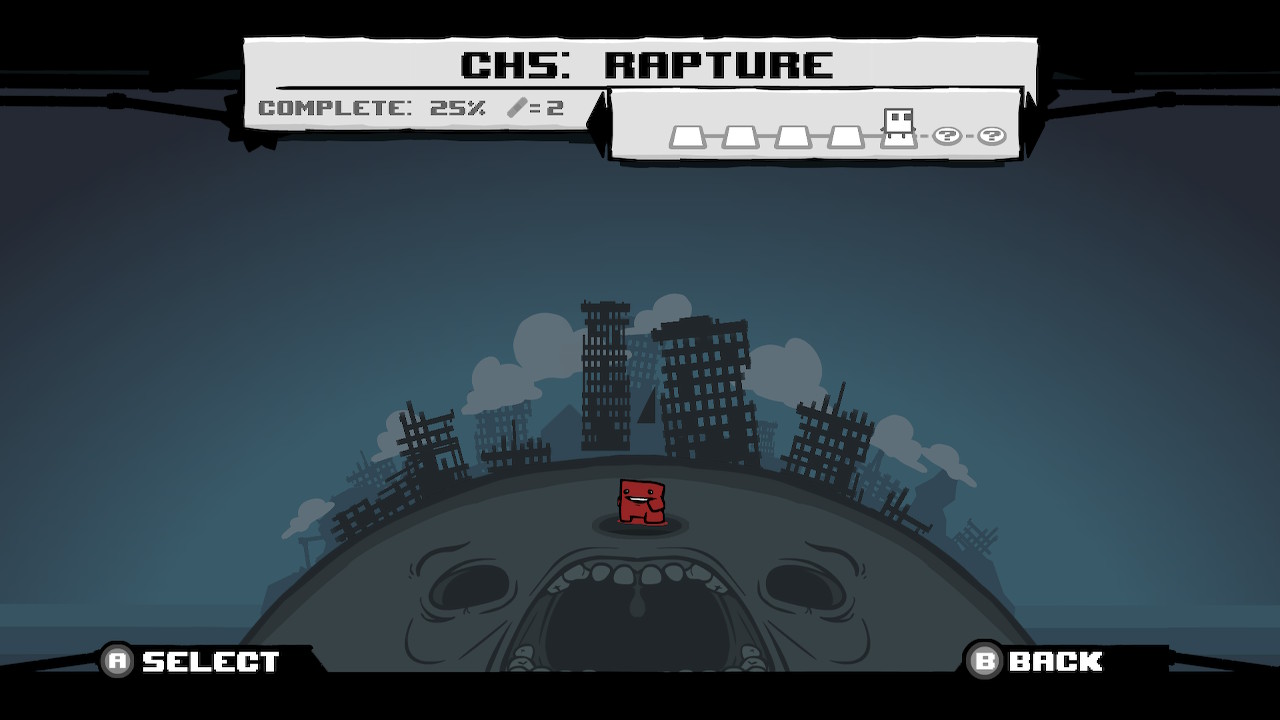 CH5: RAPTURE
COMPLETE: 25% = 2
? ?
A SELECT
B BACK